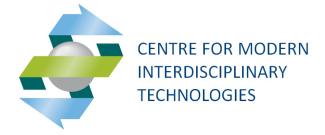 CENTRE FOR MODERN
INTERDISCIPLINARY
TECHNOLOGIES